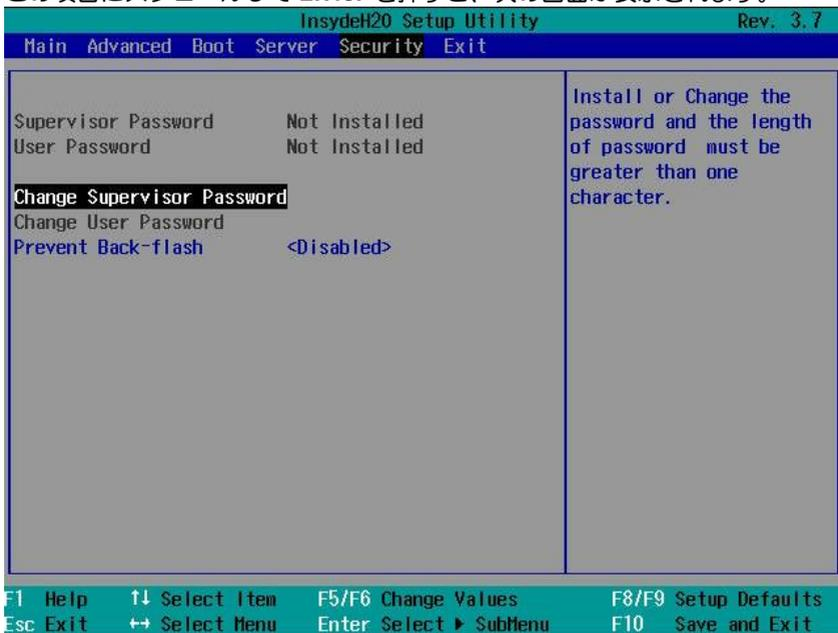 InsydeH20 Setup Utility Rev. 3.7
Main Advanced Boot Server Security Exit
Supervisor Password Not Installed
User Password Not Installed
Change Supervisor Password
Change User Password
Prevent Back-flash <Disabled>
Install or Change the
password and the length
of password must be
greater than one
character.
F1 Help ↑↓ Select Item F5/F6 Change Values F8/F9 Setup Defaults
Esc Exit ↔ Select Menu Enter Select ▶ SubMenu F10 Save and Exit